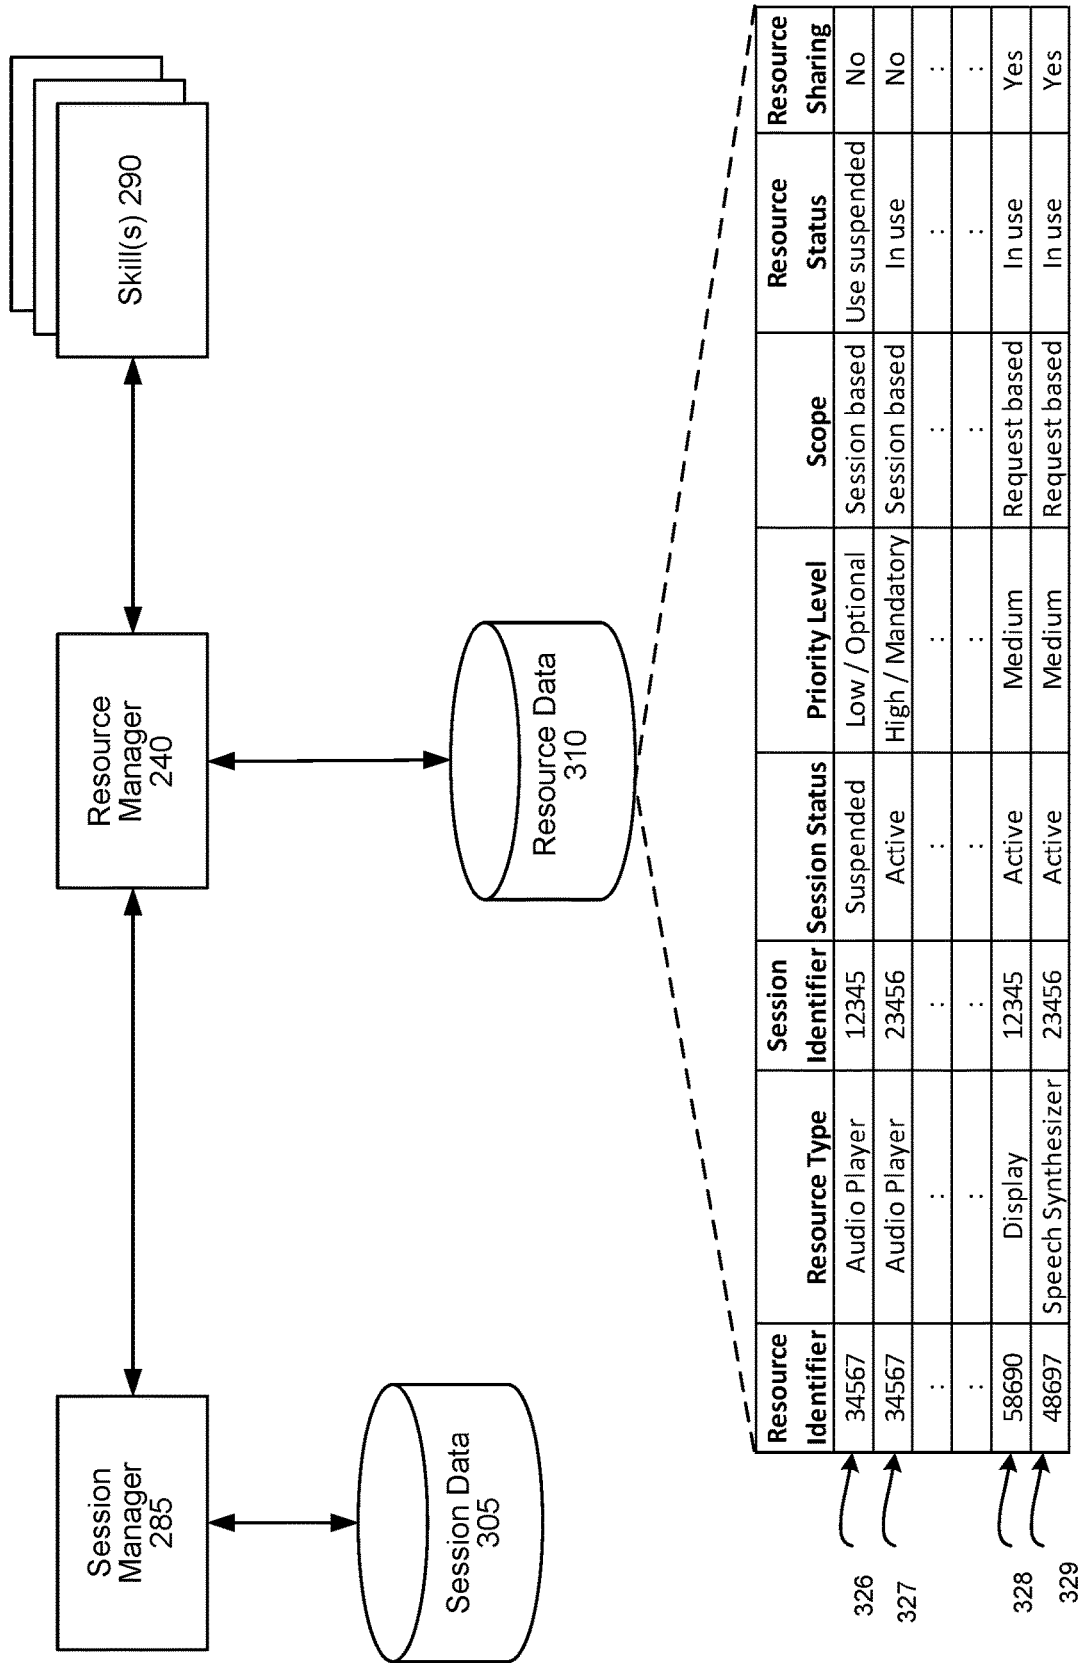 Session
Manager
285
Resource
Manager
240
Skill(s) 290
Session Data
305
Resource Data
310
Resource Identifier Resource Type Session Identifier Session Status Priority Level Scope Resource Status Resource Sharing
326 34567 Audio Player 12345 Suspended Low / Optional Session based Use suspended No
327 34567 Audio Player 23456 Active High / Mandatory Session based In use No
: : : : : : : :
: : : : : : : :
328 58690 Display 12345 Active Medium Request based In use Yes
329 48697 Speech Synthesizer 23456 Active Medium Request based In use Yes